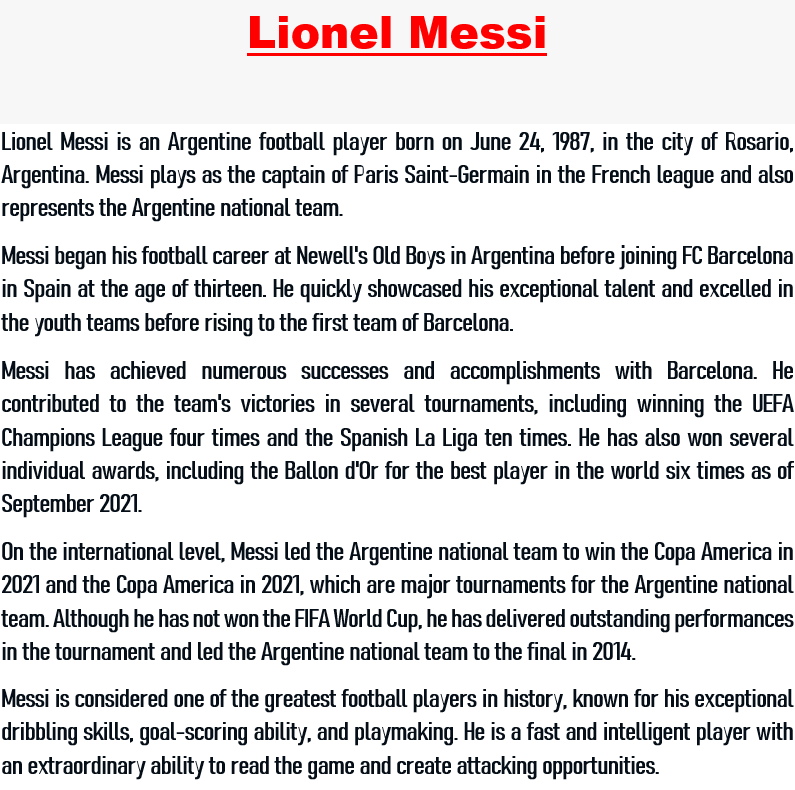 Lionel Messi
Lionel Messi is an Argentine football player born on June 24, 1987, in the city of Rosario,
Argentina. Messi plays as the captain of Paris Saint-Germain in the French league and also
represents the Argentine national team.
Messi began his football career at Newell's Old Boys in Argentina before joining FC Barcelona
in Spain at the age of thirteen. He quickly showcased his exceptional talent and excelled in
the youth teams before rising to the first team of Barcelona.
Messi has achieved numerous successes and accomplishments with Barcelona. He
contributed to the team's victories in several tournaments, including winning the UEFA
Champions League four times and the Spanish La Liga ten times. He has also won several
individual awards, including the Ballon d'Or for the best player in the world six times as of
September 2021.
On the international level, Messi led the Argentine national team to win the Copa America in
2021 and the Copa America in 2021, which are major tournaments for the Argentine national
team. Although he has not won the FIFA World Cup, he has delivered outstanding performances
in the tournament and led the Argentine national team to the final in 2014.
Messi is considered one of the greatest football players in history, known for his exceptional
dribbling skills, goal-scoring ability, and playmaking. He is a fast and intelligent player with
an extraordinary ability to read the game and create attacking opportunities.